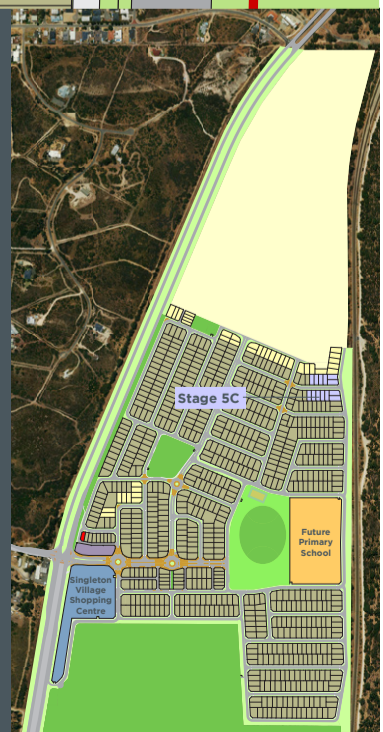 Stage 5C
Future
Primary
School
Singleton
Village
Shopping
Centre